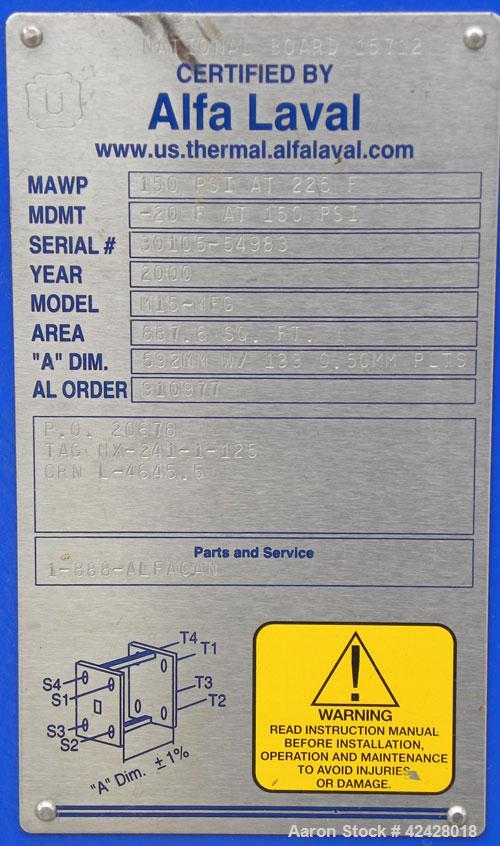 NATIONAL BOARD 15712
U
CERTIFIED BY
Alfa Laval
www.us.thermal.alfalaval.com
MAWP 150 PSI AT 225 F
MDMT -20 F AT 150 PSI
SERIAL # 30105-54983
YEAR 2000
MODEL M15-MFG
AREA 887.6 SQ. FT.
"A" DIM. 592MM W/ 139 0.50MM PLTS
AL ORDER 910977
P.O. 20678
TAG HX-241-1-125
CRN L-4645.5
Parts and Service
1-888-ALFACAN
T4
T1
S4
S1
T3
T2
S3
S2
"A" Dim. ± 1%
WARNING
READ INSTRUCTION MANUAL
BEFORE INSTALLATION,
OPERATION AND MAINTENANCE
TO AVOID INJURIES
OR DAMAGE.
Aaron Stock # 42428018